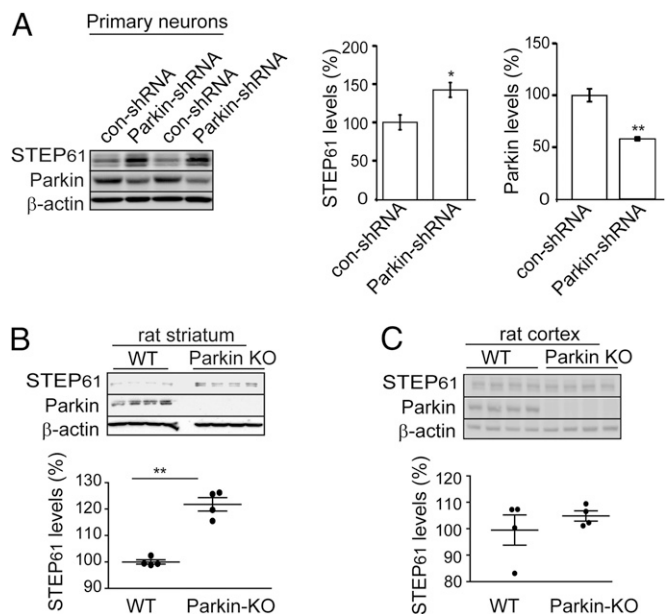 A
Primary neurons
con-shRNA
Parkin-shRNA
con-shRNA
Parkin-shRNA
STEP61
Parkin
β-actin
STEP61 levels (%)
200
150
100
50
0
*
con-shRNA
Parkin-shRNA
Parkin levels (%)
150
100
50
0
**
con-shRNA
Parkin-shRNA
B
rat striatum
WT Parkin KO
STEP61
Parkin
β-actin
STEP61 levels (%)
130
120
110
100
90
**
WT Parkin-KO
C
rat cortex
WT Parkin KO
STEP61
Parkin
β-actin
STEP61 levels (%)
120
110
100
90
80
WT Parkin-KO